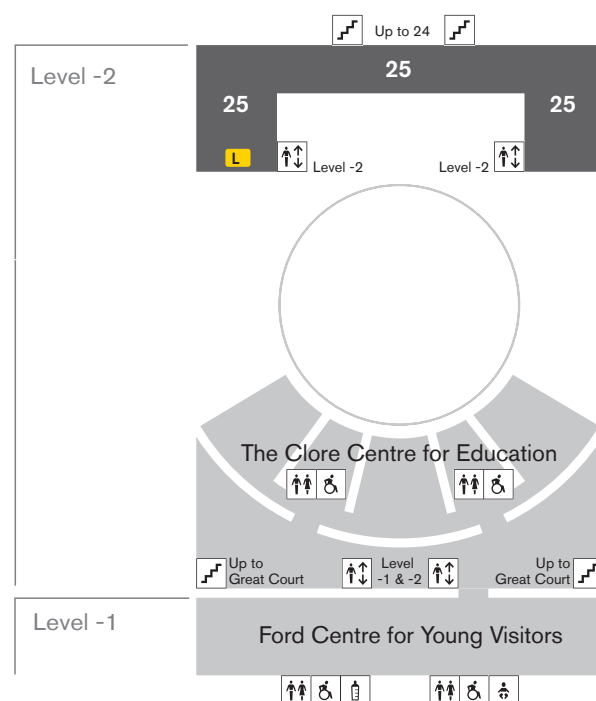 Up to 24
Level -2
25
25
25
L
Level -2
Level -2
The Clore Centre for Education
Up to
Great Court
Level
-1 & -2
Up to
Great Court
Level -1
Ford Centre for Young Visitors